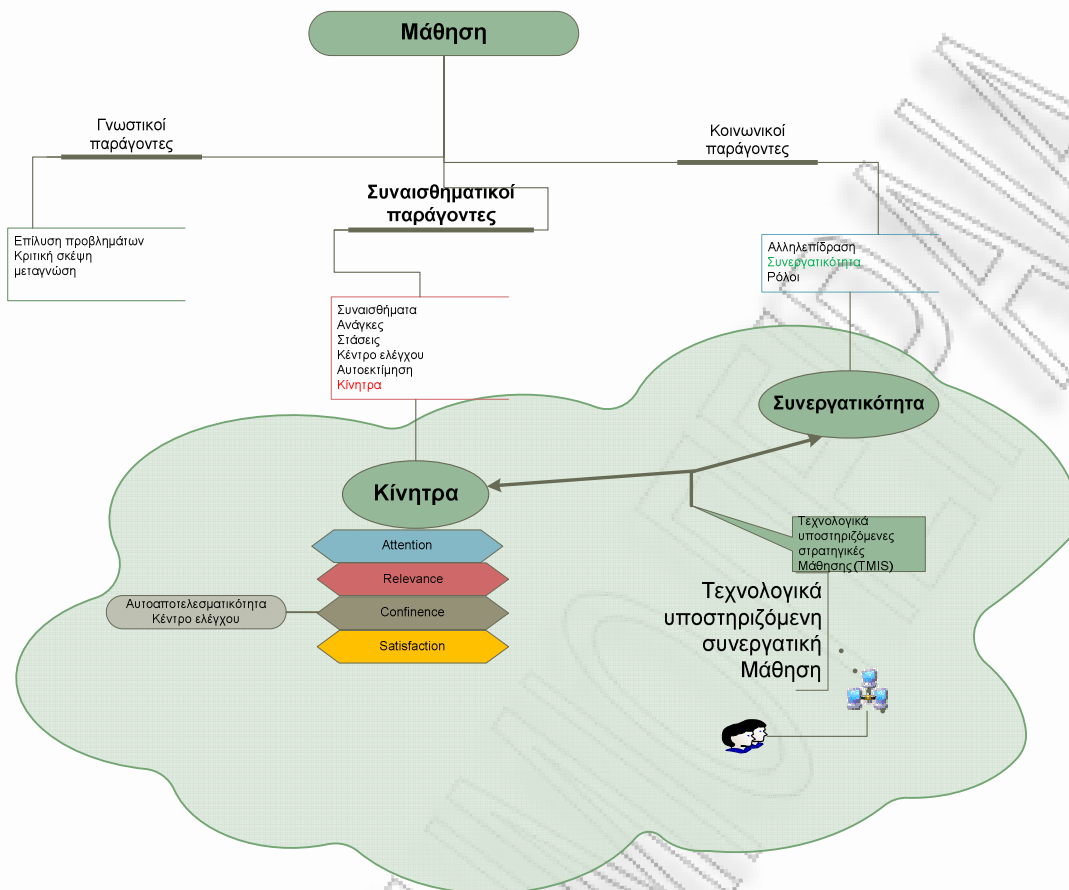 Μάθηση
Γνωστικοί
παράγοντες
Κοινωνικοί
παράγοντες
Συναισθηματικοί
παράγοντες
Επίλυση προβλημάτων
Κριτική σκέψη
μεταγνώση
Αλληλεπίδραση
Συνεργατικότητα
Ρόλοι
Συναισθήματα
Ανάγκες
Στάσεις
Κέντρο ελέγχου
Αυτοεκτίμηση
Κίνητρα
Συνεργατικότητα
Κίνητρα
Attention
Relevance
Confinence
Satisfaction
Αυτοαποτελεσματικότητα
Κέντρο ελέγχου
Τεχνολογικά
υποστηριζόμενες
στρατηγικές
Μάθησης (TMIS)
Τεχνολογικά
υποστηριζόμενη
συνεργατική
Μάθηση